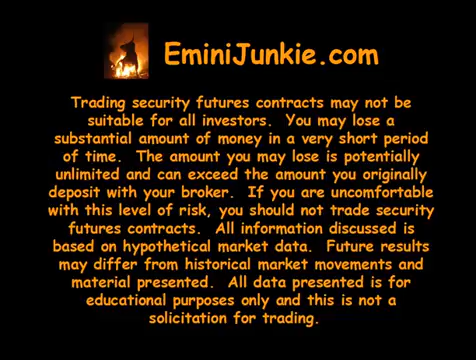 EminiJunkie.com
Trading security futures contracts may not be
suitable for all investors. You may lose a
substantial amount of money in a very short period
of time. The amount you may lose is potentially
unlimited and can exceed the amount you originally
deposit with your broker. If you are uncomfortable
with this level of risk, you should not trade security
futures contracts. All information discussed is
based on hypothetical market data. Future results
may differ from historical market movements and
material presented. All data presented is for
educational purposes only and this is not a
solicitation for trading.